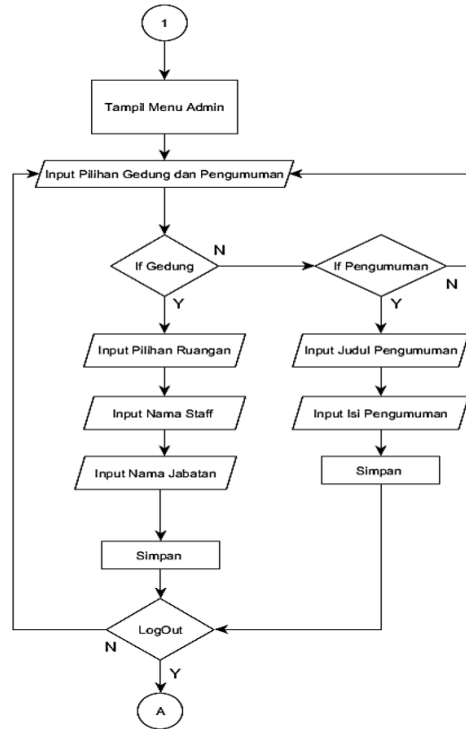 1
Tampil Menu Admin
Input Pilihan Gedung dan Pengumuman
If Gedung
N
If Pengumuman
N
Y
Y
Input Pilihan Ruangan
Input Judul Pengumuman
Input Nama Staff
Input Isi Pengumuman
Input Nama Jabatan
Simpan
Simpan
LogOut
N
Y
A